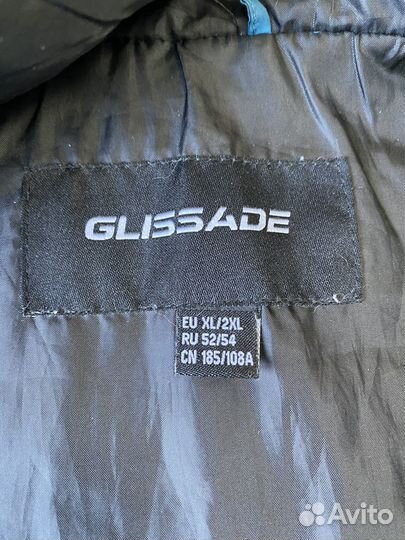 GLISSADE
EU XL/2XL
RU 52/54
CN 185/108A
Avito